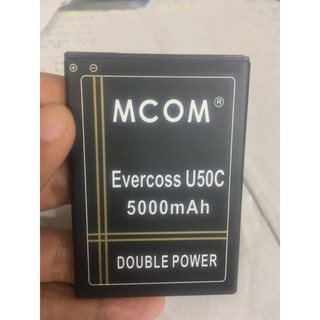 MCOM®
Evercoss U50C
5000mAh
DOUBLE POWER